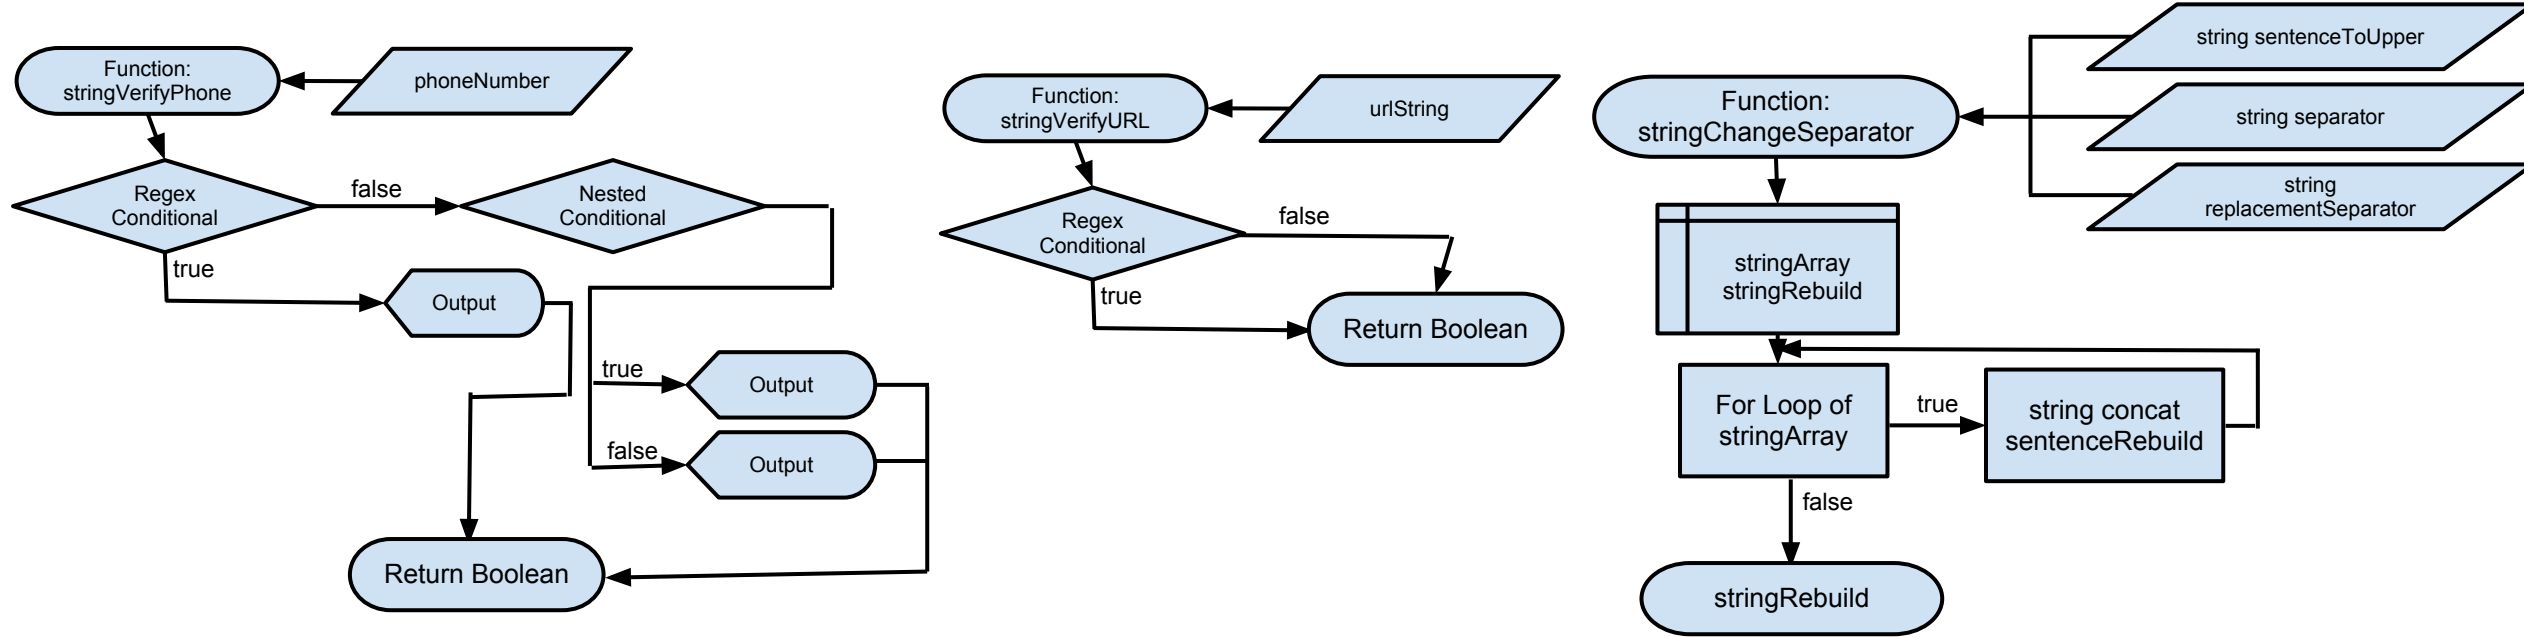 Function:
stringVerifyPhone
phoneNumber
Regex
Conditional
false
Nested
Conditional
true
Output
true
Output
false
Output
Return Boolean
Function:
stringVerifyURL
urlString
Regex
Conditional
false
true
Return Boolean
Function:
stringChangeSeparator
string sentenceToUpper
string separator
string
replacementSeparator
stringArray
stringRebuild
For Loop of
stringArray
true
string concat
sentenceRebuild
false
stringRebuild